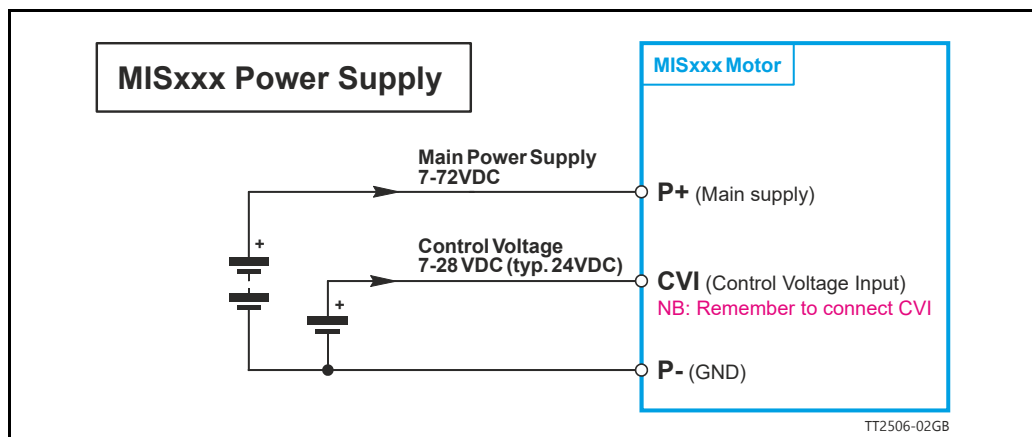 MISxxx Power Supply
MISxxx Motor
Main Power Supply
7-72VDC
P+ (Main supply)
+
Control Voltage
7-28 VDC (typ. 24VDC)
CVI (Control Voltage Input)
NB: Remember to connect CVI
+
P- (GND)
TT2506-02GB